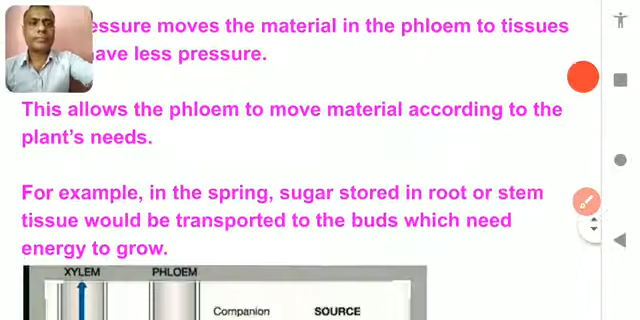 essure moves the material in the phloem to tissues
ave less pressure.
This allows the phloem to move material according to the
plant's needs.
For example, in the spring, sugar stored in root or stem
tissue would be transported to the buds which need
energy to grow.
XYLEM PHLOEM
Companion SOURCE